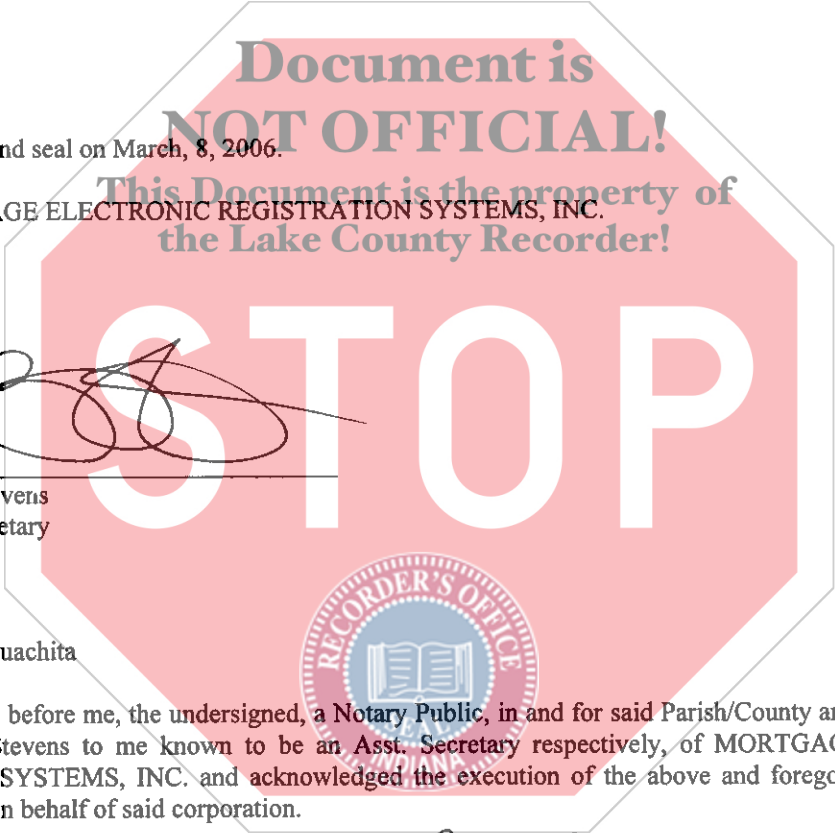 Document is
NOT OFFICIAL!
nd seal on March, 8, 2006.
This Document is the property of
GE ELECTRONIC REGISTRATION SYSTEMS, INC.
the Lake County Recorder!
STOP
vens
etary
RECORDER'S OFFICE
uachita
before me, the undersigned, a Notary Public, in and for said Parish/County
SEAL
tevens to me known to be an Asst. Secretary respectively, of MORTGAG
INDIANA
SYSTEMS, INC. and acknowledged the execution of the above and forego
n behalf of said corporation.